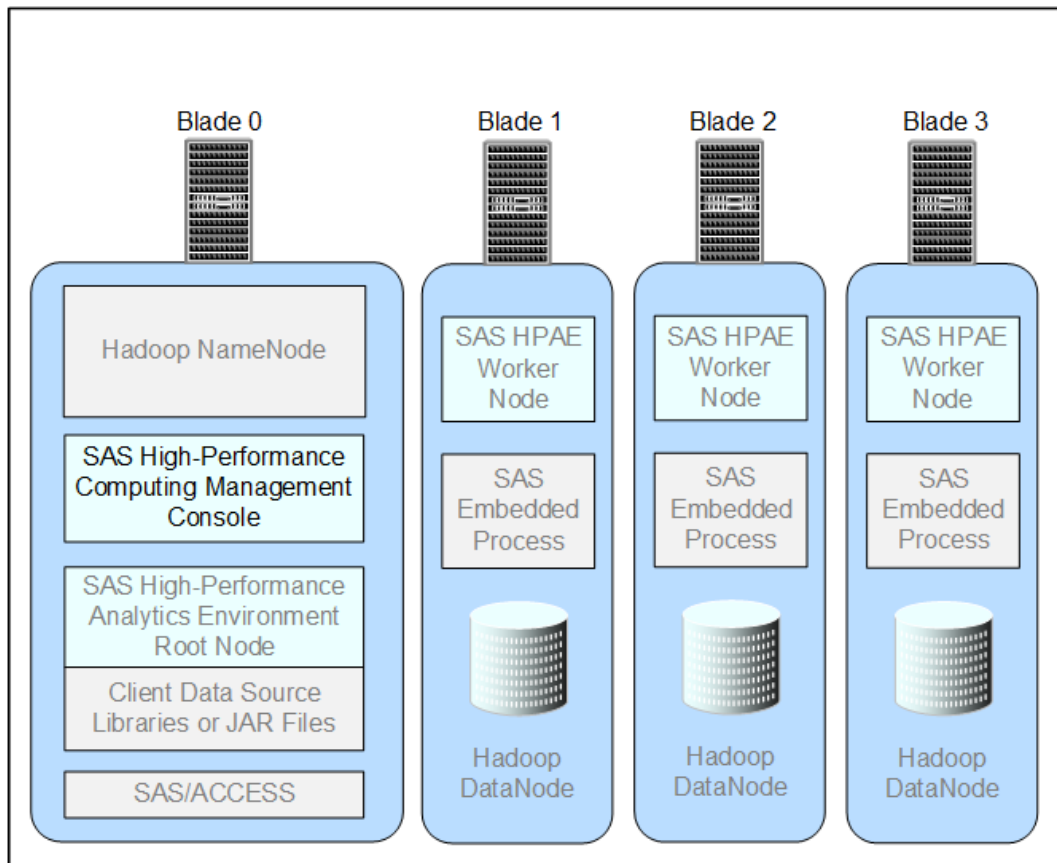 Blade 0
Blade 1
Blade 2
Blade 3
Hadoop NameNode
SAS High-Performance
Computing Management
Console
SAS High-Performance
Analytics Environment
Root Node
Client Data Source
Libraries or JAR Files
SAS/ACCESS
SAS HPAE
Worker
Node
SAS
Embedded
Process
Hadoop
DataNode
SAS HPAE
Worker
Node
SAS
Embedded
Process
Hadoop
DataNode
SAS HPAE
Worker
Node
SAS
Embedded
Process
Hadoop
DataNode